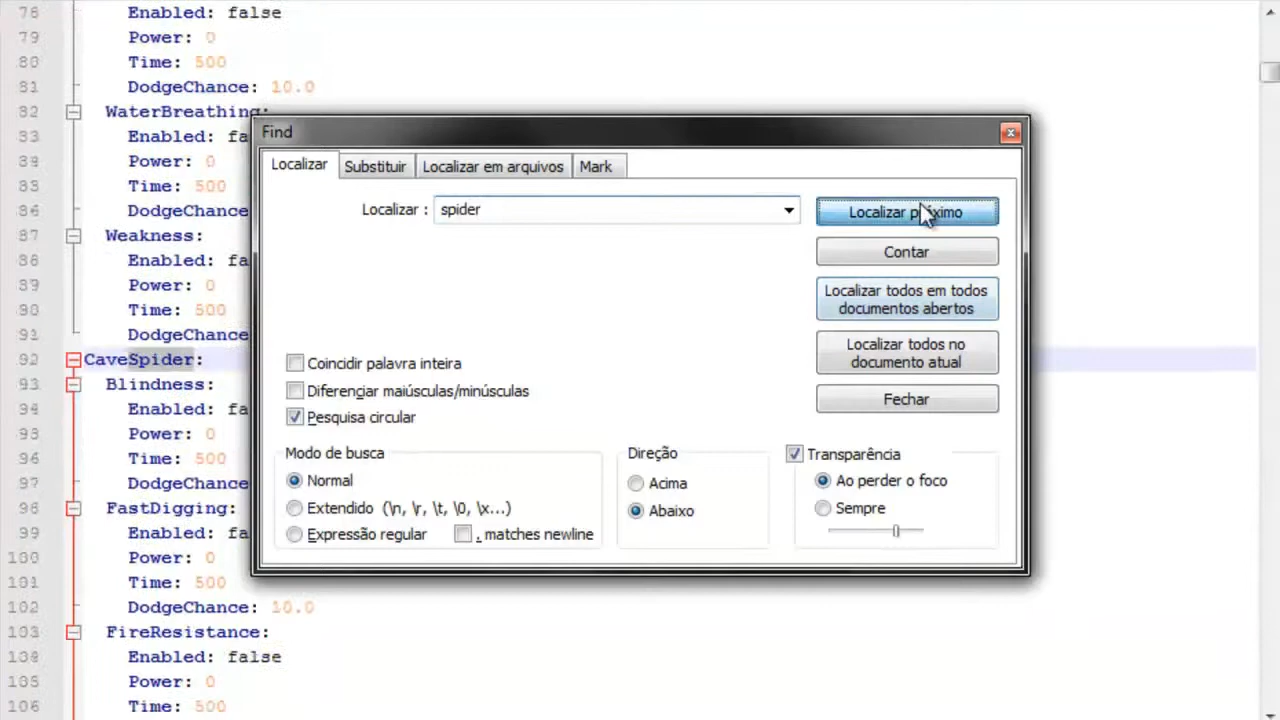 78 Enabled: false
79 Power: 0
80 Time: 500
81 DodgeChance: 10.0
82 WaterBreathing:
83 Enabled: fa
84 Power: 0
85 Time: 500
86 DodgeChance
87 Weakness:
88 Enabled: fa
89 Power: 0
90 Time: 500
91 DodgeChance
92 CaveSpider:
93 Blindness:
94 Enabled: fa
95 Power: 0
96 Time: 500
97 DodgeChance
98 FastDigging:
99 Enabled: fa
100 Power: 0
101 Time: 500
102 DodgeChance: 10.0
103 FireResistance:
104 Enabled: false
105 Power: 0
106 Time: 500
Find
Localizar Substituir Localizar em arquivos Mark
Localizar : spider
Localizar próximo
Contar
Localizar todos em todos
documentos abertos
Localizar todos no
documento atual
Fechar
Coincidir palavra inteira
Diferençiar maiúsculas/minúsculas
Pesquisa circular
Modo de busca
Normal
Extendido (\n, \r, \t, \0, \x...)
Expressão regular . matches newline
Direção
Acima
Abaixo
Transparência
Ao perder o foco
Sempre